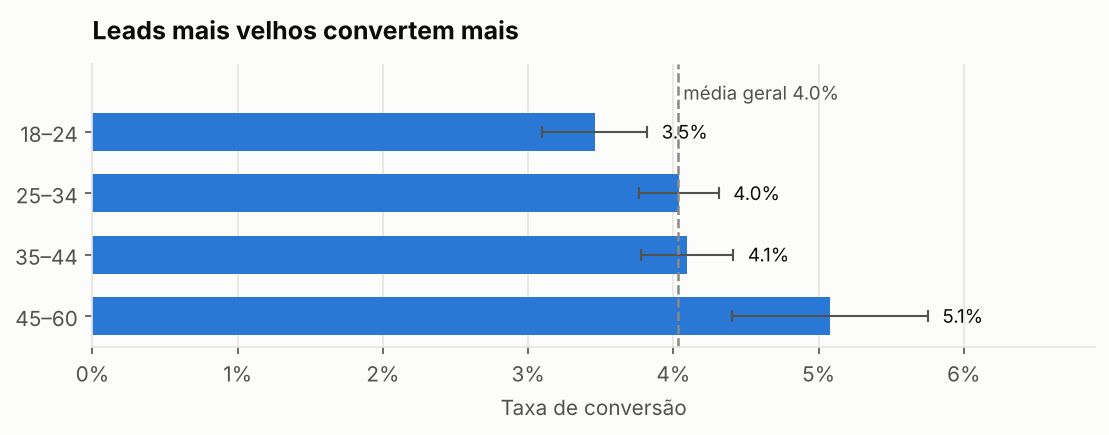 Leads mais velhos convertem mais
média geral 4.0%
18–24 3.5%
25–34 4.0%
35–44 4.1%
45–60 5.1%
0% 1% 2% 3% 4% 5% 6%
Taxa de conversão